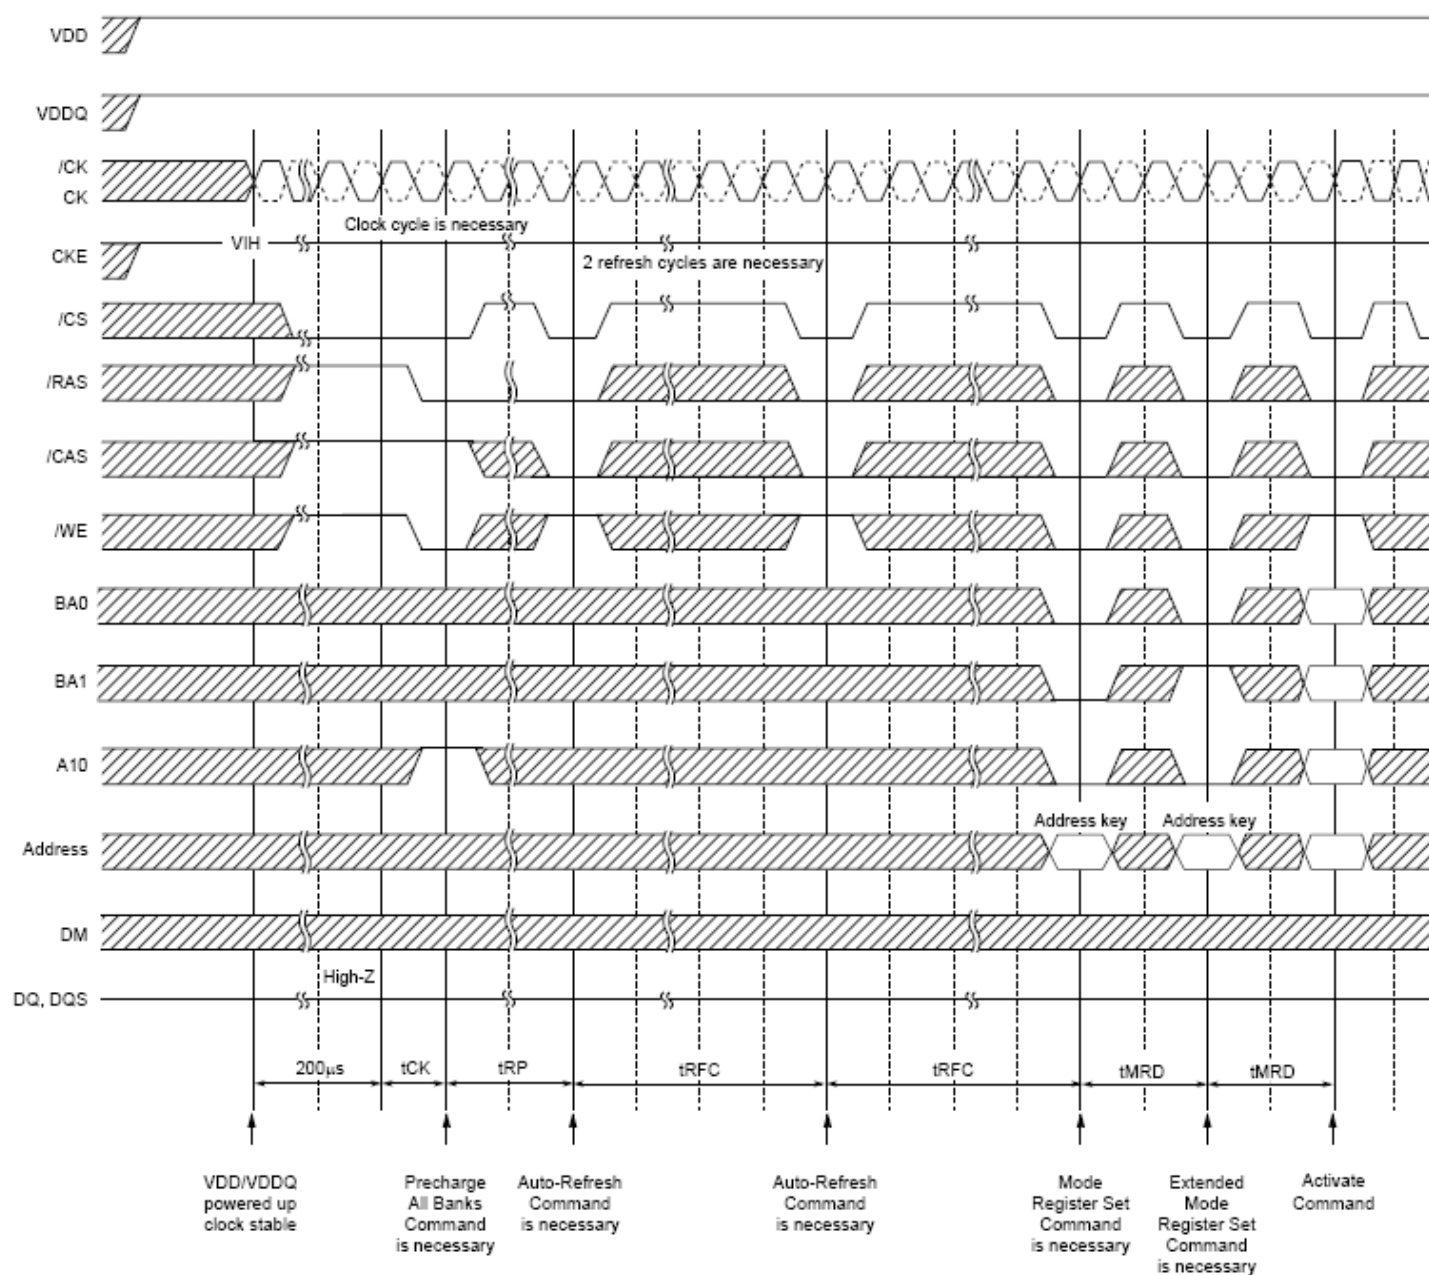 VDD
VDDQ
/CK
CK
Clock cycle is necessary
VIH
CKE
2 refresh cycles are necessary
/CS
/RAS
/CAS
/WE
BA0
BA1
A10
Address key
Address key
Address
DM
High-Z
DQ, DQS
200μs
tCK
tRP
tRFC
tRFC
tMRD
tMRD
VDD/VDDQ
powered up
clock stable
Precharge
All Banks
Command
is necessary
Auto-Refresh
Command
is necessary
Auto-Refresh
Command
is necessary
Mode
Register Set
Command
is necessary
Extended
Mode
Register Set
Command
is necessary
Activate
Command